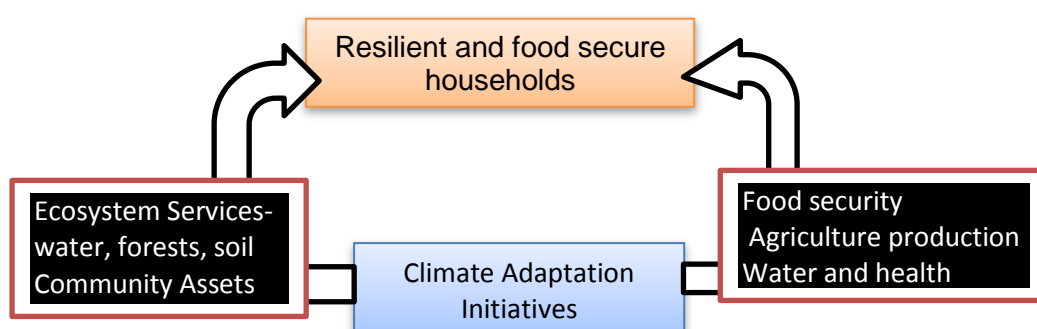 Resilient and food secure
households
Ecosystem Services-
water, forests, soil
Community Assets
Food security
Agriculture production
Water and health
Climate Adaptation
Initiatives